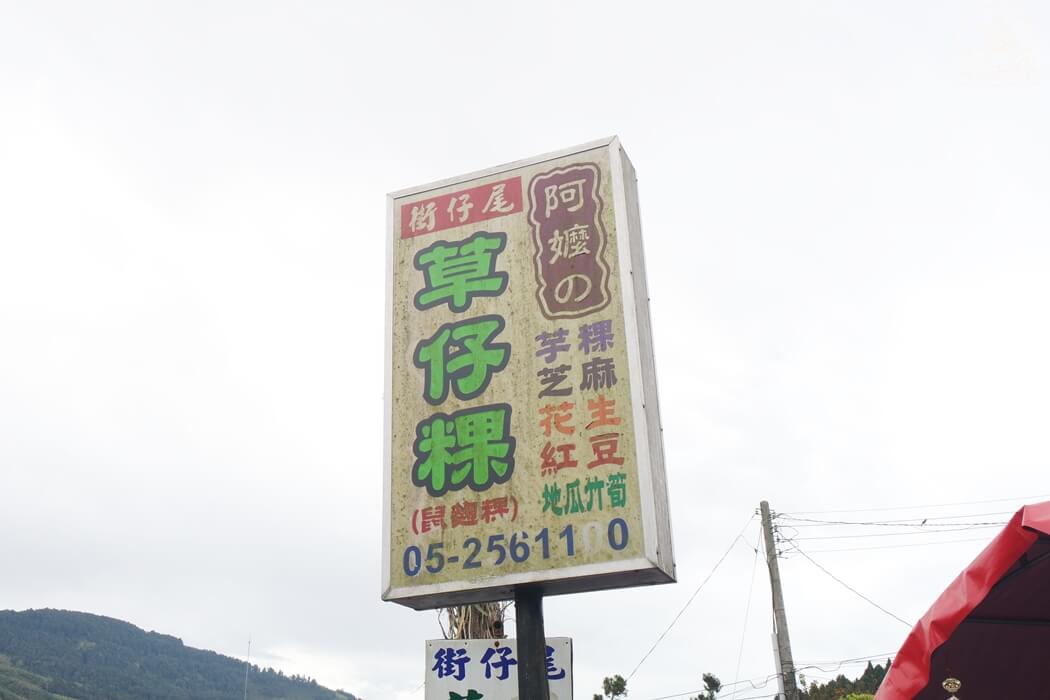 阿嬤の
街仔尾
草仔粿
(鼠麴粿)
芋粿
芝麻
花生
紅豆
地瓜竹筍
05-2561100
街仔尾